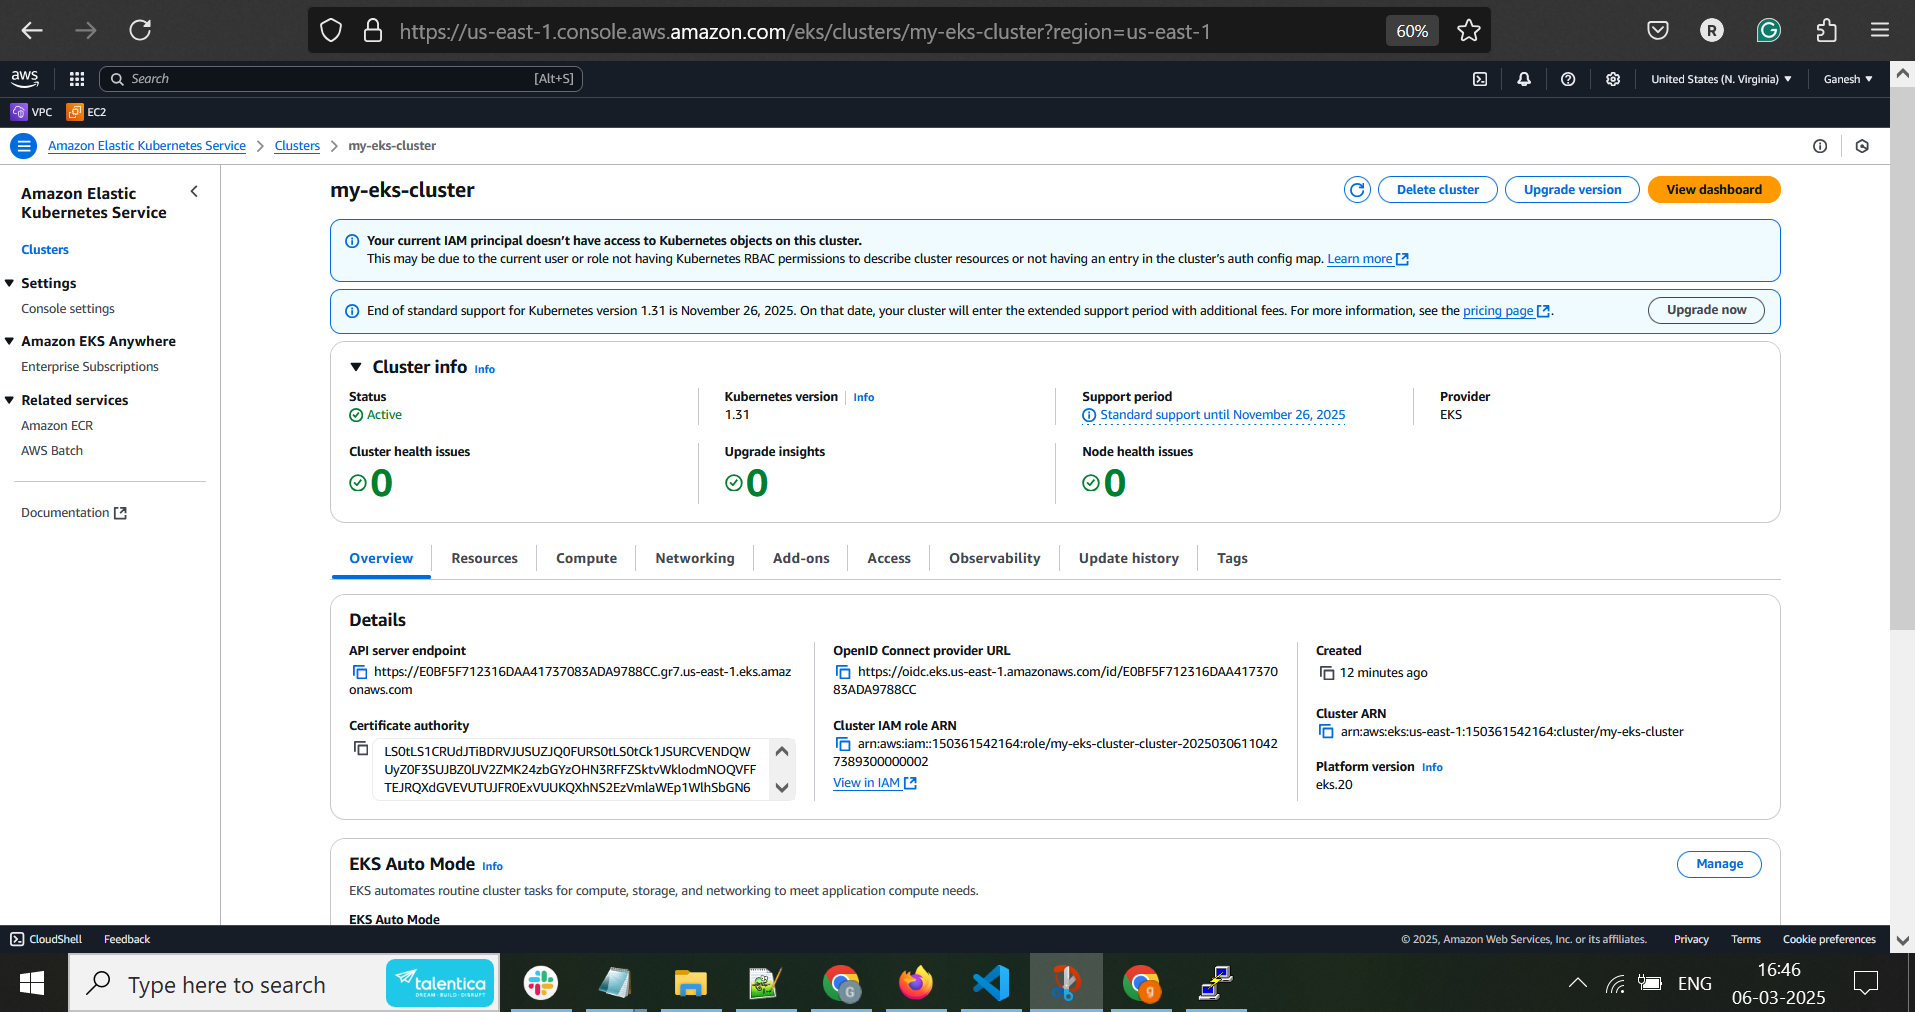 https://us-east-1.console.aws.amazon.com/eks/clusters/my-eks-cluster?region=us-east-1
60%
R
aws
Search
[Alt+S]
United States (N. Virginia)
Ganesh
VPC
EC2
Amazon Elastic Kubernetes Service
Clusters
my-eks-cluster
Amazon Elastic
Kubernetes Service
Clusters
Settings
Console settings
Amazon EKS Anywhere
Enterprise Subscriptions
Related services
Amazon ECR
AWS Batch
Documentation
my-eks-cluster
Delete cluster
Upgrade version
View dashboard
Your current IAM principal doesn't have access to Kubernetes objects on this cluster.
This may be due to the current user or role not having Kubernetes RBAC permissions to describe cluster resources or not having an entry in the cluster's auth config map. Learn more
End of standard support for Kubernetes version 1.31 is November 26, 2025. On that date, your cluster will enter the extended support period with additional fees. For more information, see the pricing page.
Upgrade now
Cluster info Info
Status
Active
Kubernetes version Info
1.31
Support period
Standard support until November 26, 2025
Provider
EKS
Cluster health issues
0
Upgrade insights
0
Node health issues
0
Overview
Resources
Compute
Networking
Add-ons
Access
Observability
Update history
Tags
Details
API server endpoint
https://E0BF5F712316DAA41737083ADA9788CC.gr7.us-east-1.eks.amaz
onaws.com
Certificate authority
LS0tLS1CRUdJTiBDRVJUSUZJQ0FURS0tLS0tCk1JSURCVENDQW
UyZ0F3SUJBZ0lJV2ZMK24zbGYzOHN3RFFZSktvWklodmNOQVFF
TEJRQXdGVEVUTUJFR0ExVUUKQXhNS2EzVmlaWEp1WlhSbGN6
OpenID Connect provider URL
https://oidc.eks.us-east-1.amazonaws.com/id/E0BF5F712316DAA417370
83ADA9788CC
Cluster IAM role ARN
arn:aws:iam::150361542164:role/my-eks-cluster-cluster-2025030611042
7389300000002
View in IAM
Created
12 minutes ago
Cluster ARN
arn:aws:eks:us-east-1:150361542164:cluster/my-eks-cluster
Platform version Info
eks.20
EKS Auto Mode Info
Manage
EKS automates routine cluster tasks for compute, storage, and networking to meet application compute needs.
EKS Auto Mode
CloudShell
Feedback
© 2025, Amazon Web Services, Inc. or its affiliates.
Privacy
Terms
Cookie preferences
Type here to search
talentica
DREAM · BUILD · DISRUPT
G
g
ENG
16:46
06-03-2025